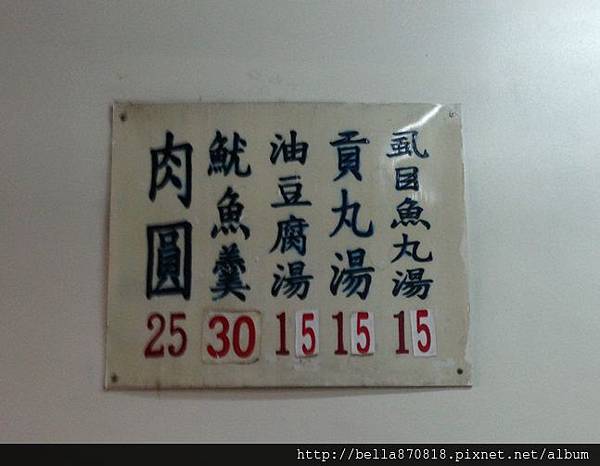 虱目魚丸湯 15
貢丸湯 15
油豆腐湯 15
魷魚羹 30
肉圓 25
http://bella870818.pixnet.net/album